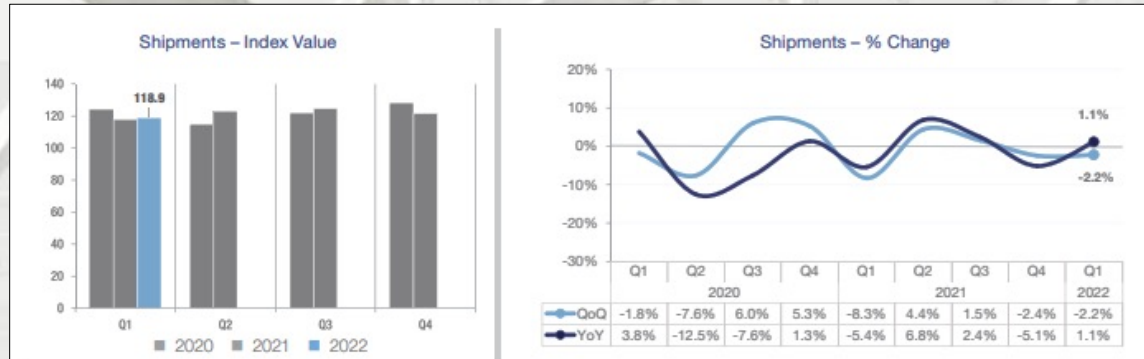 Shipments – Index Value
140
120
100
80
60
40
20
0
118.9
Q1 Q2 Q3 Q4
2020 2021 2022
Shipments – % Change
20%
10%
0%
-10%
-20%
-30%
1.1%
-2.2%
Q1 Q2 Q3 Q4 Q1 Q2 Q3 Q4 Q1
2020 2021 2022
QoQ -1.8% -7.6% 6.0% 5.3% -8.3% 4.4% 1.5% -2.4% -2.2%
YoY 3.8% -12.5% -7.6% 1.3% -5.4% 6.8% 2.4% -5.1% 1.1%